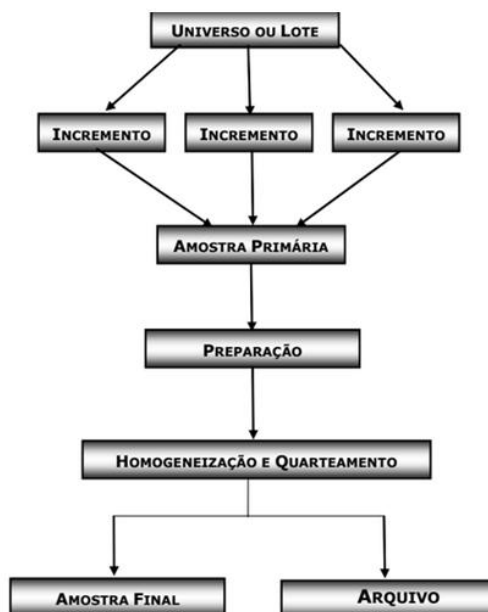 UNIVERSO OU LOTE
INCREMENTO
INCREMENTO
INCREMENTO
AMOSTRA PRIMÁRIA
PREPARAÇÃO
HOMOGENEIZAÇÃO E QUARTEAMENTO
AMOSTRA FINAL
ARQUIVO